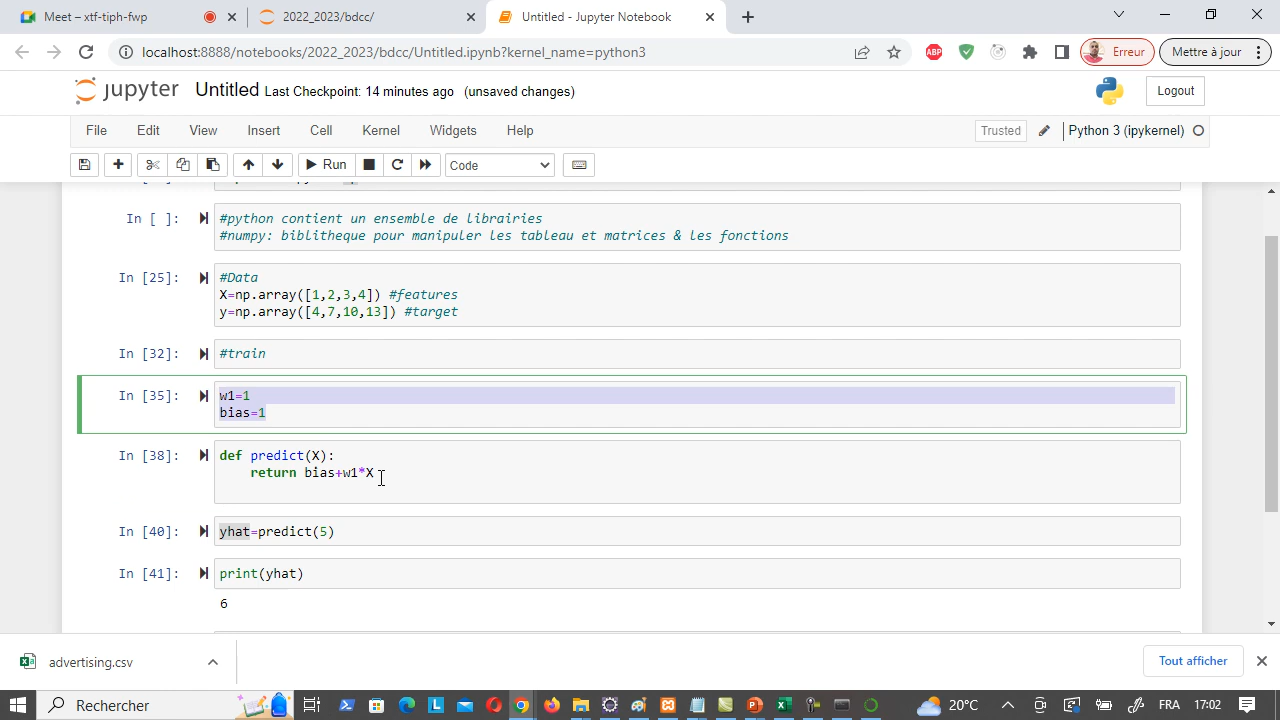 Meet – xtf-tiph-fwp
2022_2023/bdcc/
Untitled - Jupyter Notebook
localhost:8888/notebooks/2022_2023/bdcc/Untitled.ipynb?kernel_name=python3
ABP
Erreur
Mettre à jour
jupyter
Untitled Last Checkpoint: 14 minutes ago (unsaved changes)
Logout
File Edit View Insert Cell Kernel Widgets Help
Trusted
Python 3 (ipykernel)
Run
Code
In [ ]:
#python contient un ensemble de librairies
#numpy: biblitheque pour manipuler les tableau et matrices & les fonctions
In [25]:
#Data
X=np.array([1,2,3,4]) #features
y=np.array([4,7,10,13]) #target
In [32]:
#train
In [35]:
w1=1
bias=1
In [38]:
def predict(X):
    return bias+w1*X
In [40]:
yhat=predict(5)
In [41]:
print(yhat)
6
advertising.csv
Tout afficher
Rechercher
20°C
FRA
17:02